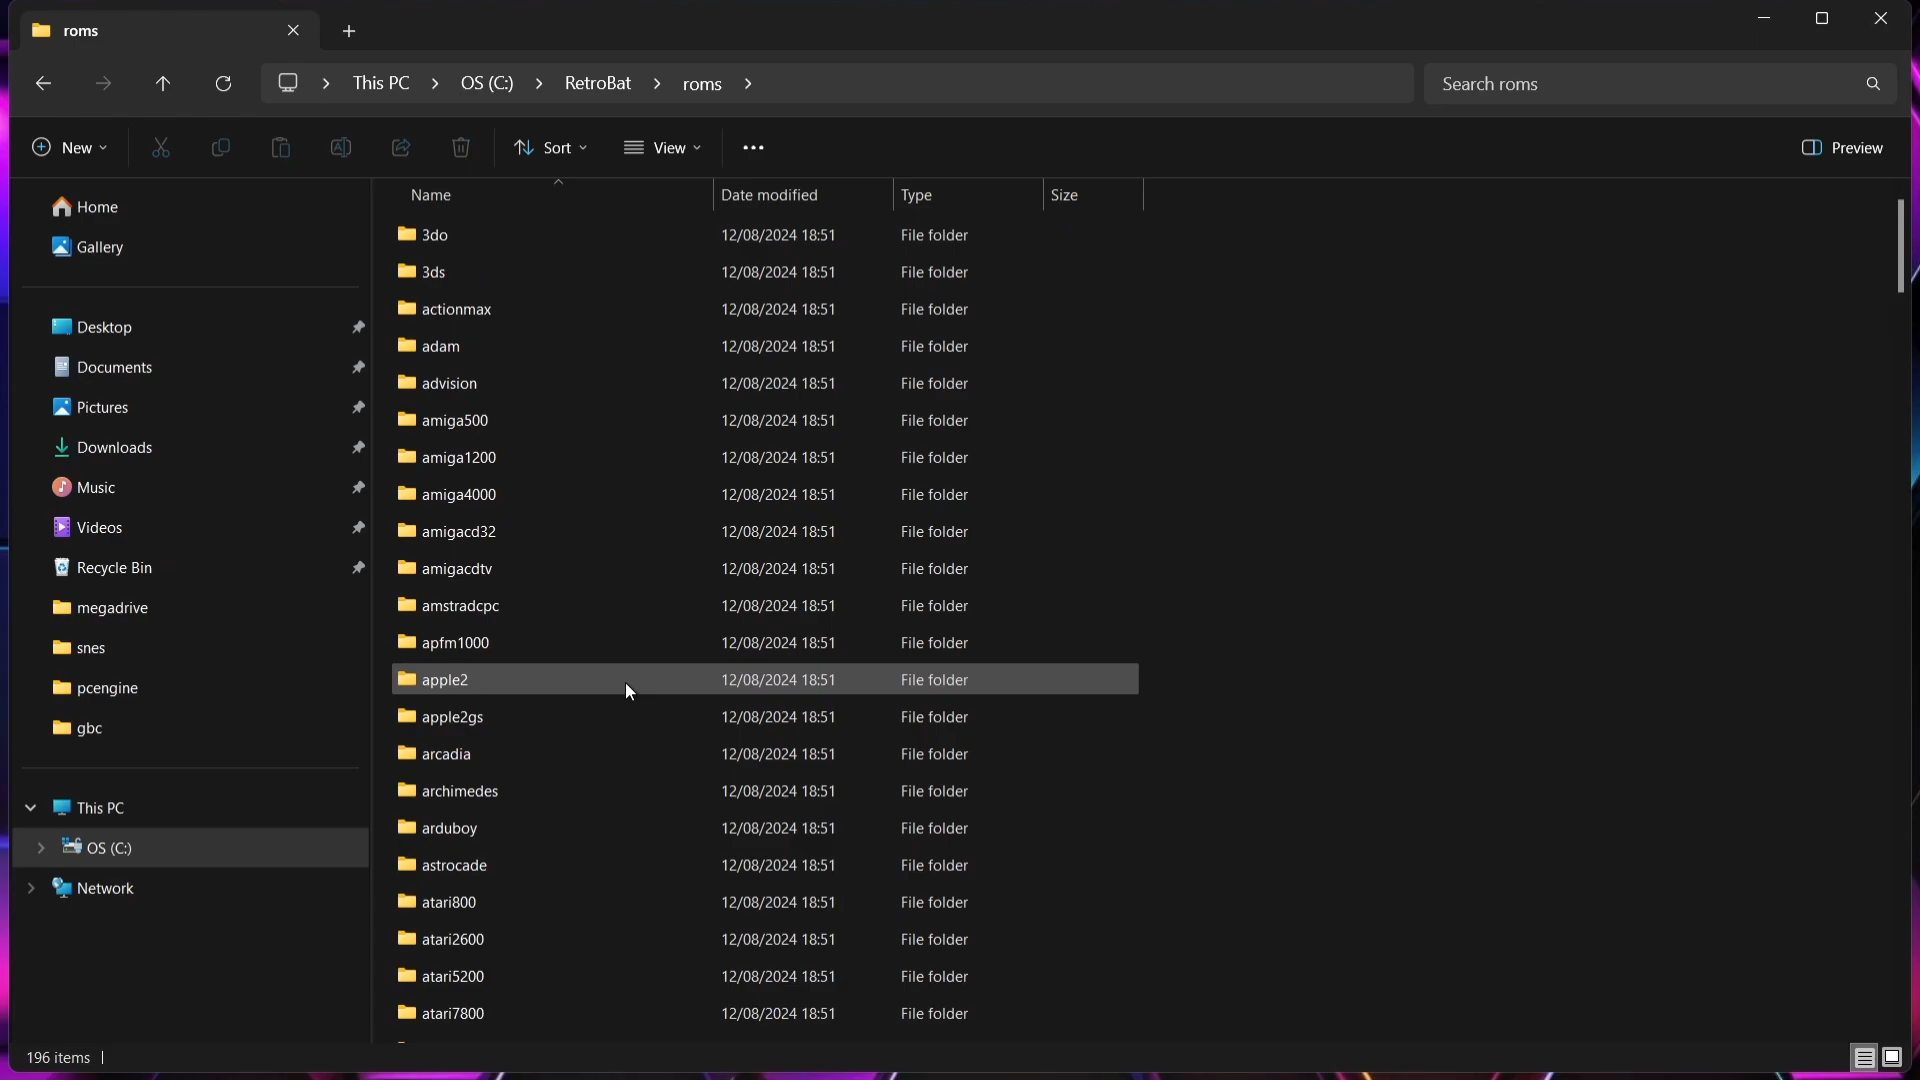 roms
This PC > OS (C:) > RetroBat > roms >
Search roms
New
Sort
View
Preview
Home
Gallery
Desktop
Documents
Pictures
Downloads
Music
Videos
Recycle Bin
megadrive
snes
pcengine
gbc
This PC
OS (C:)
Network
Name Date modified Type Size
3do 12/08/2024 18:51 File folder
3ds 12/08/2024 18:51 File folder
actionmax 12/08/2024 18:51 File folder
adam 12/08/2024 18:51 File folder
advision 12/08/2024 18:51 File folder
amiga500 12/08/2024 18:51 File folder
amiga1200 12/08/2024 18:51 File folder
amiga4000 12/08/2024 18:51 File folder
amigacd32 12/08/2024 18:51 File folder
amigacdtv 12/08/2024 18:51 File folder
amstradcpc 12/08/2024 18:51 File folder
apfm1000 12/08/2024 18:51 File folder
apple2 12/08/2024 18:51 File folder
apple2gs 12/08/2024 18:51 File folder
arcadia 12/08/2024 18:51 File folder
archimedes 12/08/2024 18:51 File folder
arduboy 12/08/2024 18:51 File folder
astrocade 12/08/2024 18:51 File folder
atari800 12/08/2024 18:51 File folder
atari2600 12/08/2024 18:51 File folder
atari5200 12/08/2024 18:51 File folder
atari7800 12/08/2024 18:51 File folder
196 items